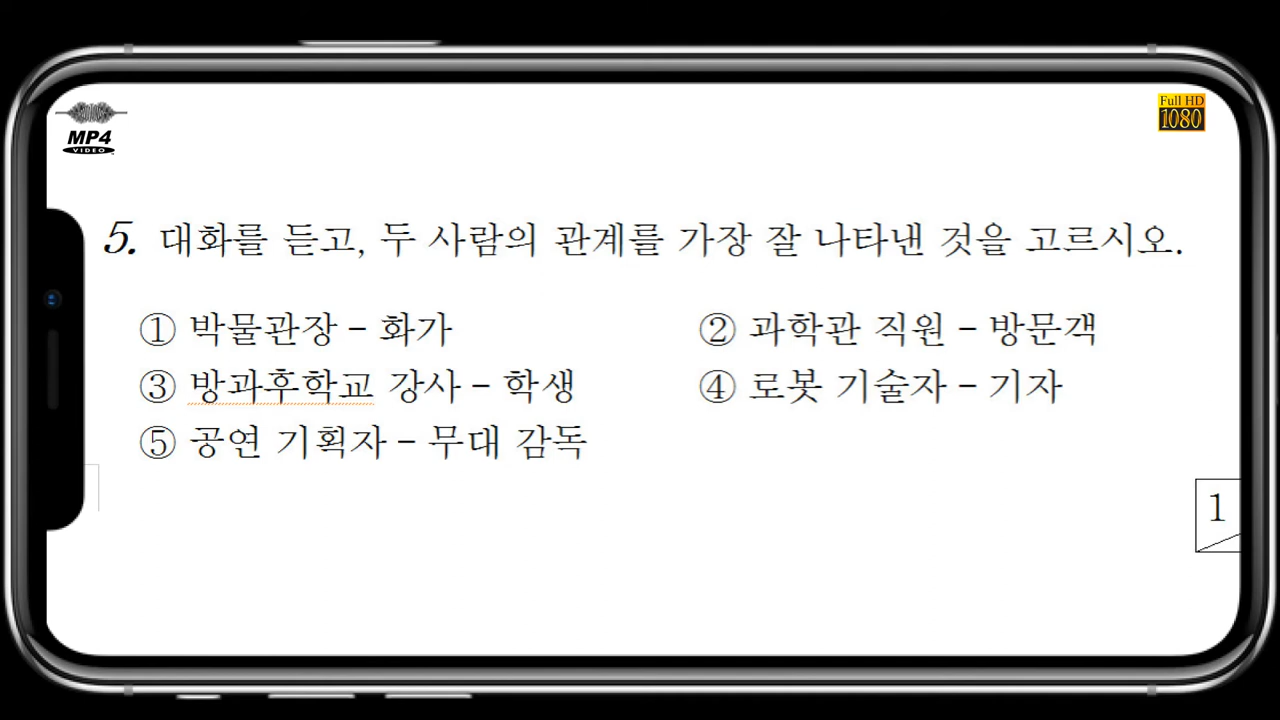 MP4
VIDEO
Full HD
1080
5. 대화를 듣고, 두 사람의 관계를 가장 잘 나타낸 것을 고르시오.
① 박물관장 – 화가 ② 과학관 직원 – 방문객
③ 방과후학교 강사 – 학생 ④ 로봇 기술자 – 기자
⑤ 공연 기획자 – 무대 감독
1